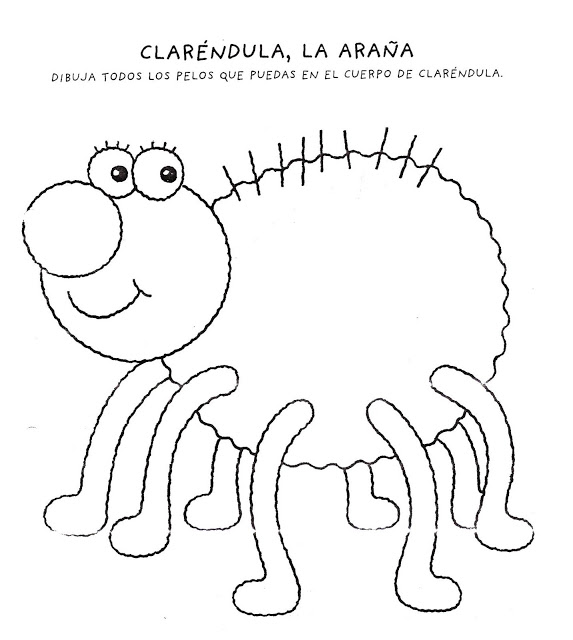 CLARÉNDULA, LA ARAÑA
DIBUJA TODOS LOS PELOS QUE PUEDAS EN EL CUERPO DE CLARÉNDULA.